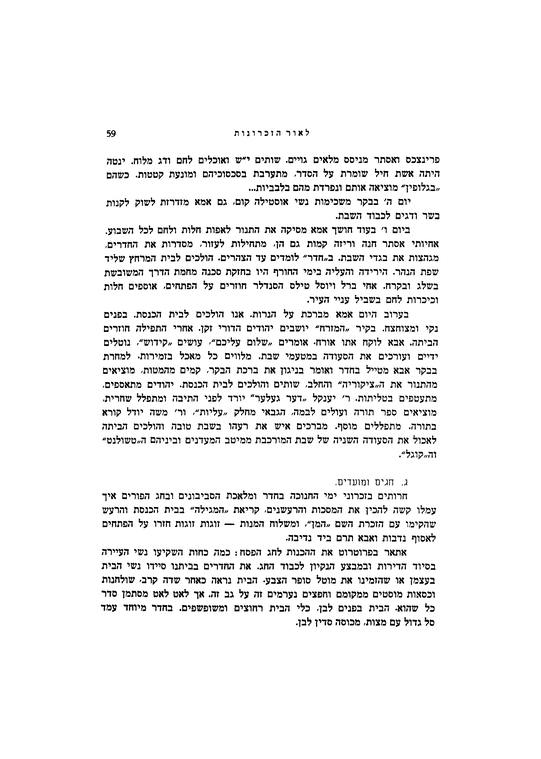 לאור הזכרונות 59
פרינצכס ואסתר מניסס מלאים גויים. שותים י״ש ואוכלים לחם ודג מלוח. ינטה
היתה אשת חיל שומרת על הסדר, מתערבת בסכסוכיהם ומונעת קטטות. כשהם
„בגלופין״ מוציאה אותם ונפרדת מהם בלבביות...
יום ה׳ בבקר משכימות נשי אוסטילה קום, גם אמא מזדרזת לשוק לקנות
בשר ודגים לכבוד השבת.
ביום ו׳ בעוד חושך אמא מסיקה את התנור לאפות חלות ולחם לכל השבוע.
אחיותי אסתר חנה וריזה קמות גם הן, מתחילות לעזור, מסדרות את החדרים,
מגהצות את בגדי השבת. ב„חדר״ לומדים עד הצהרים. הולכים לבית המרחץ שליד
שפת הנהר. הירידה והעליה בימי החורף היו בחזקת סכנה מחמת הדרך המשובשת
בשלג ובקרח. אחי ברל ויוסל טילס הסנדלר חוזרים על הפתחים, אוספים חלות
וכיכרות לחם בשביל עניי העיר.
בערוב היום אמא מברכת על הנרות. אנו הולכים לבית הכנסת. בפנים
נקי ומצוחצח. בקיר „המזרח״ יושבים יהודים הדורי זקן. אחרי התפילה חוזרים
הביתה. אבא לוקח אתו אורח. אומרים „שלום עליכם״, עושים „קידוש״, נוטלים
ידיים ועורכים את הסעודה במטעמי שבת. מלווים כל מאכל בזמירות. למחרת
בבקר אבא מטייל בחדר ואומר בניגון את ברכת הבקר. קמים מהמטות, מוציאים
מהתנור את ה„ציקוריה״ והחלב, שותים והולכים לבית הכנסת. יהודים מתאספים,
מתעטפים בטליתות. ר׳ יענקל „דער געלער״ יורד לפני התיבה ומתפלל שחרית.
מוציאים ספר תורה ועולים לבמה. הגבאי מחלק „עליות״, ור׳ משה יודל קורא
בתורה. מתפללים מוסף. מברכים איש את רעהו בשבת טובה והולכים הביתה
לאכול את הסעודה השניה של שבת המורכבת ממיטב המעדנים וביניהם ה„טשולנט״
וה„קוגל״.
ג. חגים ומועדים.
חרותים בזכרוני ימי החנוכה בחדר ומלאכת הסביבונים ובחג הפורים איך
עמלו קשה להכין את המסכות והרעשנים. קריאת „המגילה״ בבית הכנסת והרעש
שהקימו עם הזכרת השם „המן״, ומשלוח המנות — זוגות זוגות חזרו על הפתחים
לאסוף נדבות ואבא תרם ביד נדיבה.
אתאר בפרוטרוט את ההכנות לחג הפסח: כמה כחות השקיעו נשי העיירה
בסיוד הדירות ובמבצע הנקיון לכבוד החג. את החדרים בביתנו סיידו נשי הבית
בעצמן או שהזמינו את מוטל סופר הצבע. הבית נראה כאחר שדה קרב, שולחנות
וכסאות מוסטים ממקומם וחפצים נערמים זה על גב זה. אך לאט לאט מסתמן סדר
כל שהוא. הבית בפנים לבן, כלי הבית רחוצים ומשופשפים. בחדר מיוחד עמד
סל גדול עם מצות, מכוסה סדין לבן.